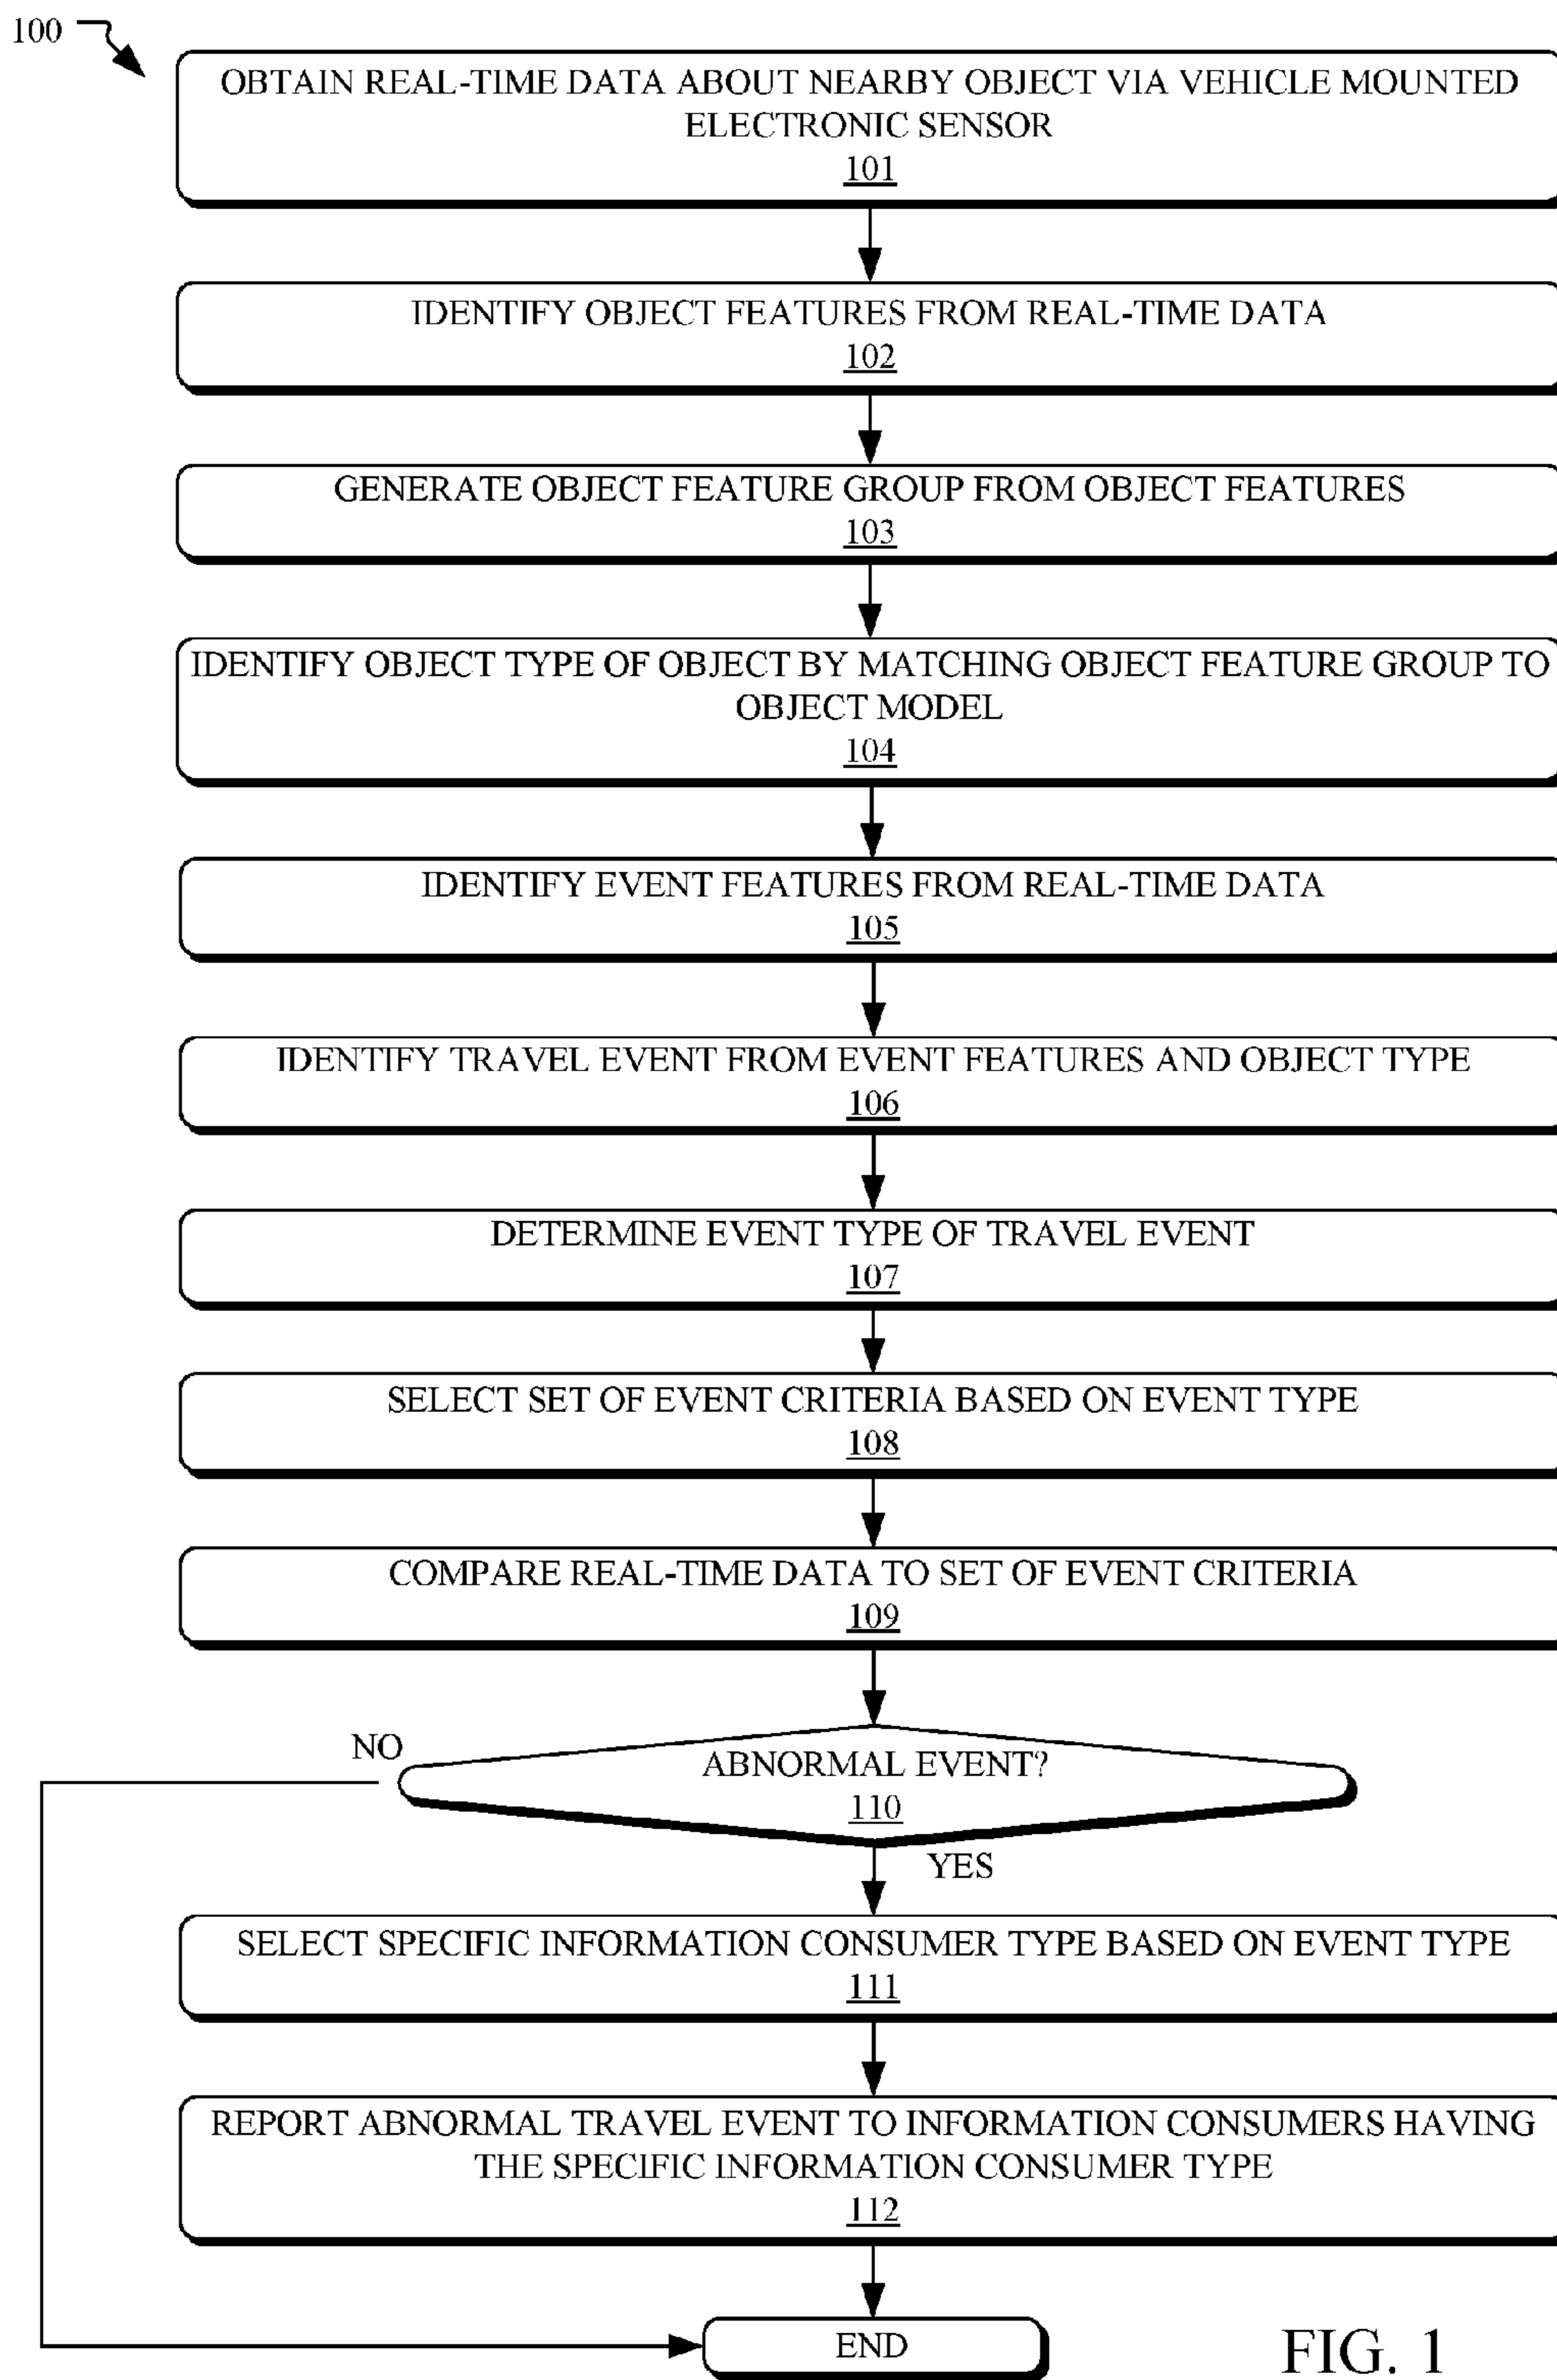 100
OBTAIN REAL-TIME DATA ABOUT NEARBY OBJECT VIA VEHICLE MOUNTED
ELECTRONIC SENSOR
101
IDENTIFY OBJECT FEATURES FROM REAL-TIME DATA
102
GENERATE OBJECT FEATURE GROUP FROM OBJECT FEATURES
103
IDENTIFY OBJECT TYPE OF OBJECT BY MATCHING OBJECT FEATURE GROUP TO
OBJECT MODEL
104
IDENTIFY EVENT FEATURES FROM REAL-TIME DATA
105
IDENTIFY TRAVEL EVENT FROM EVENT FEATURES AND OBJECT TYPE
106
DETERMINE EVENT TYPE OF TRAVEL EVENT
107
SELECT SET OF EVENT CRITERIA BASED ON EVENT TYPE
108
COMPARE REAL-TIME DATA TO SET OF EVENT CRITERIA
109
NO
ABNORMAL EVENT?
110
YES
SELECT SPECIFIC INFORMATION CONSUMER TYPE BASED ON EVENT TYPE
111
REPORT ABNORMAL TRAVEL EVENT TO INFORMATION CONSUMERS HAVING
THE SPECIFIC INFORMATION CONSUMER TYPE
112
END
FIG. 1